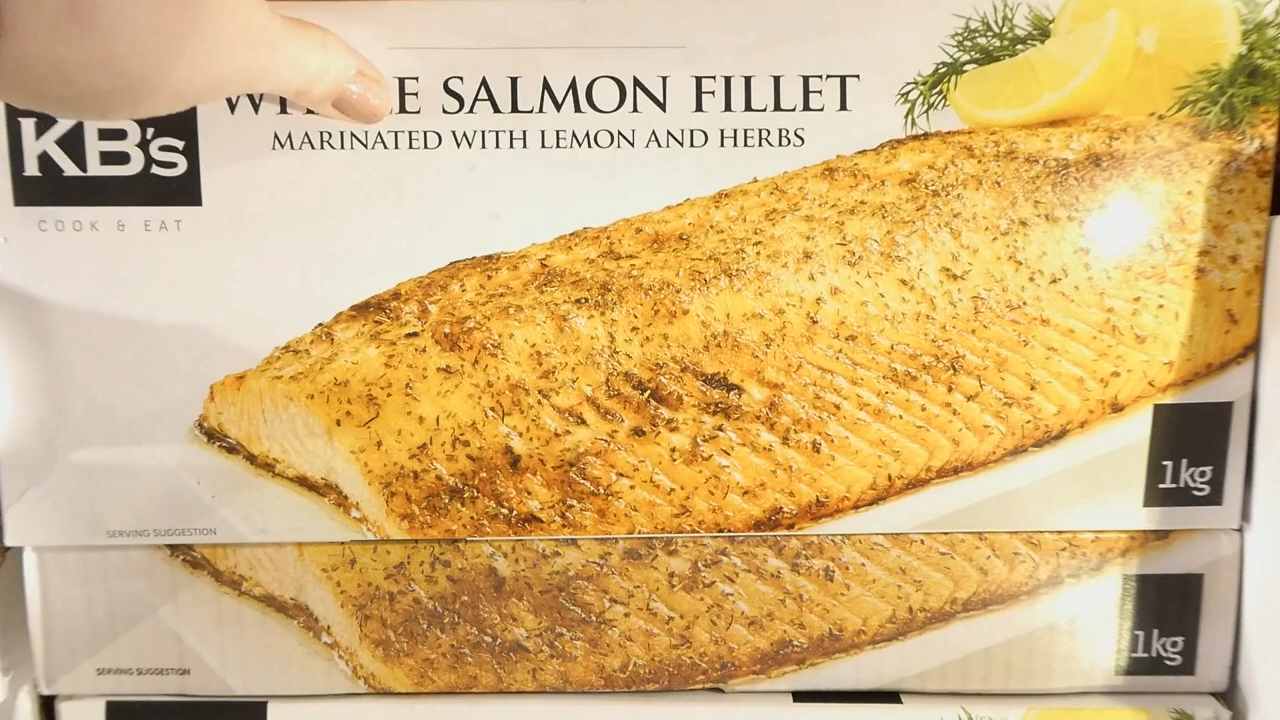 SALMON FILLET
MARINATED WITH LEMON AND HERBS
KB's
COOK & EAT
1kg
SERVING SUGGESTION
1kg
SERVING SUGGESTION